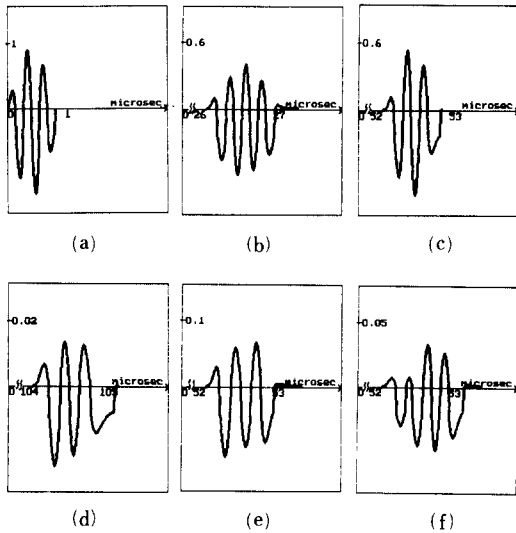 1
0.6
0.6
microsec
microsec
microsec
0 1
0 26 27
0 52 53
(a)
(b)
(c)
0.02
0.1
0.05
microsec
microsec
microsec
0 104 105
0 52 53
0 52 53
(d)
(e)
(f)